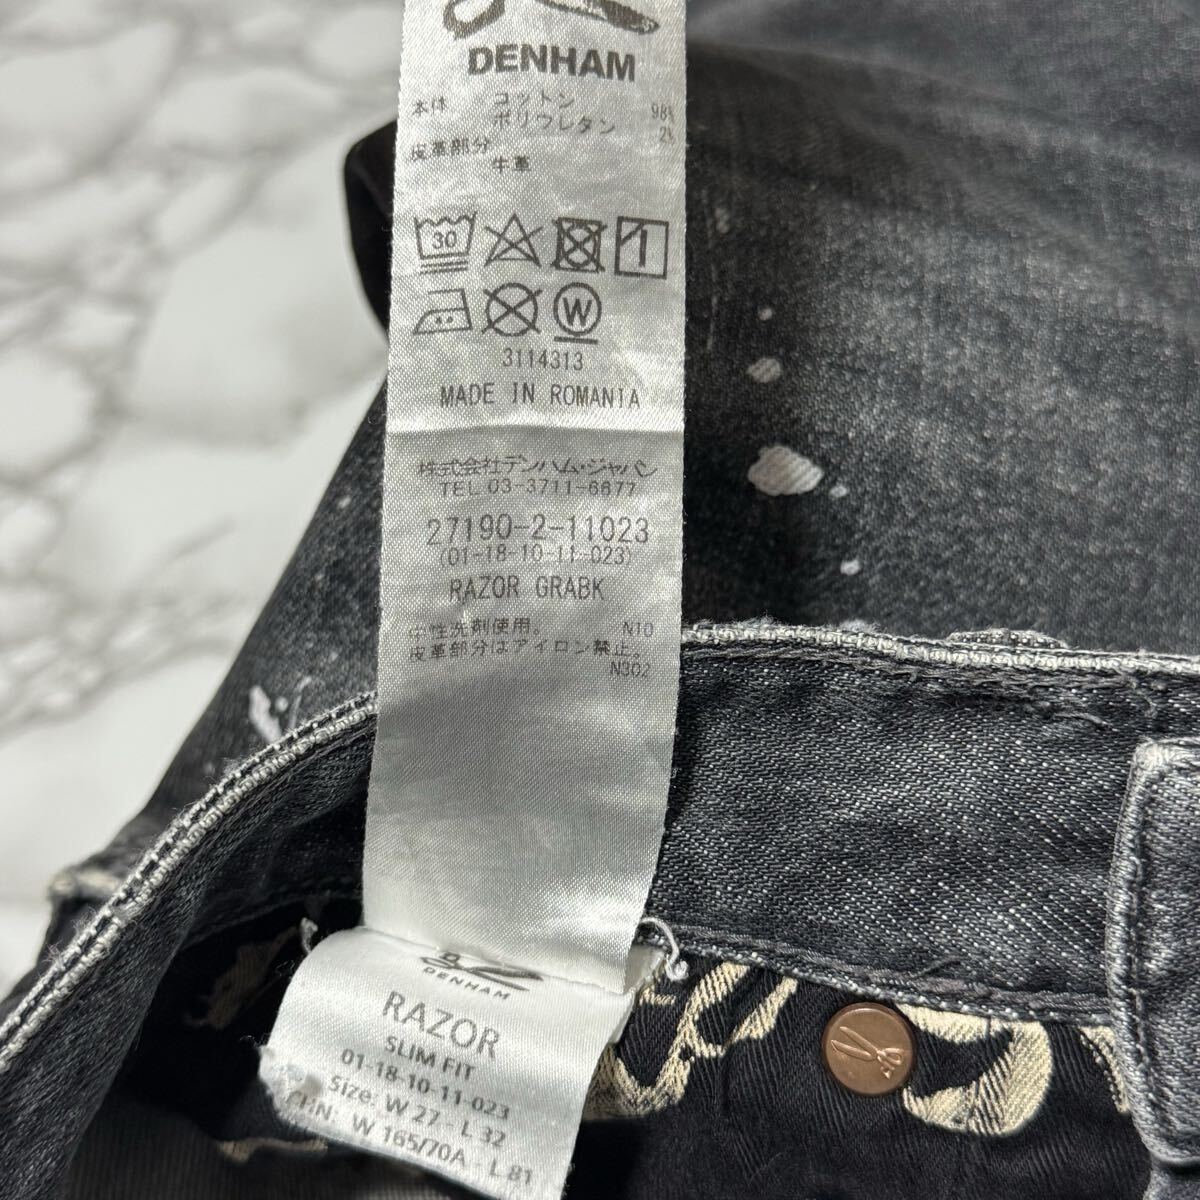 DENHAM
本体 コットン 98%
ポリウレタン 2%
皮革部分
牛革
30
W
3114313
MADE IN ROMANIA
株式会社デンハム・ジャパン
TEL 03-3711-6677
27190-2-11023
(01-18-10-11-023)
RAZOR GRABK
中性洗剤使用。 N10
皮革部分はアイロン禁止。
N302
DENHAM
RAZOR
SLIM FIT
01-18-10-11-023
Size: W 27 - L 32
CHN: W 165/70A - L 81